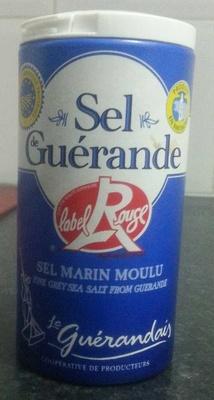 Sel
de Guérande
Label Rouge
SEL MARIN MOULU
FINE GREY SEA SALT FROM GUERANDE
Le Guérandais
COOPÉRATIVE DE PRODUCTEURS